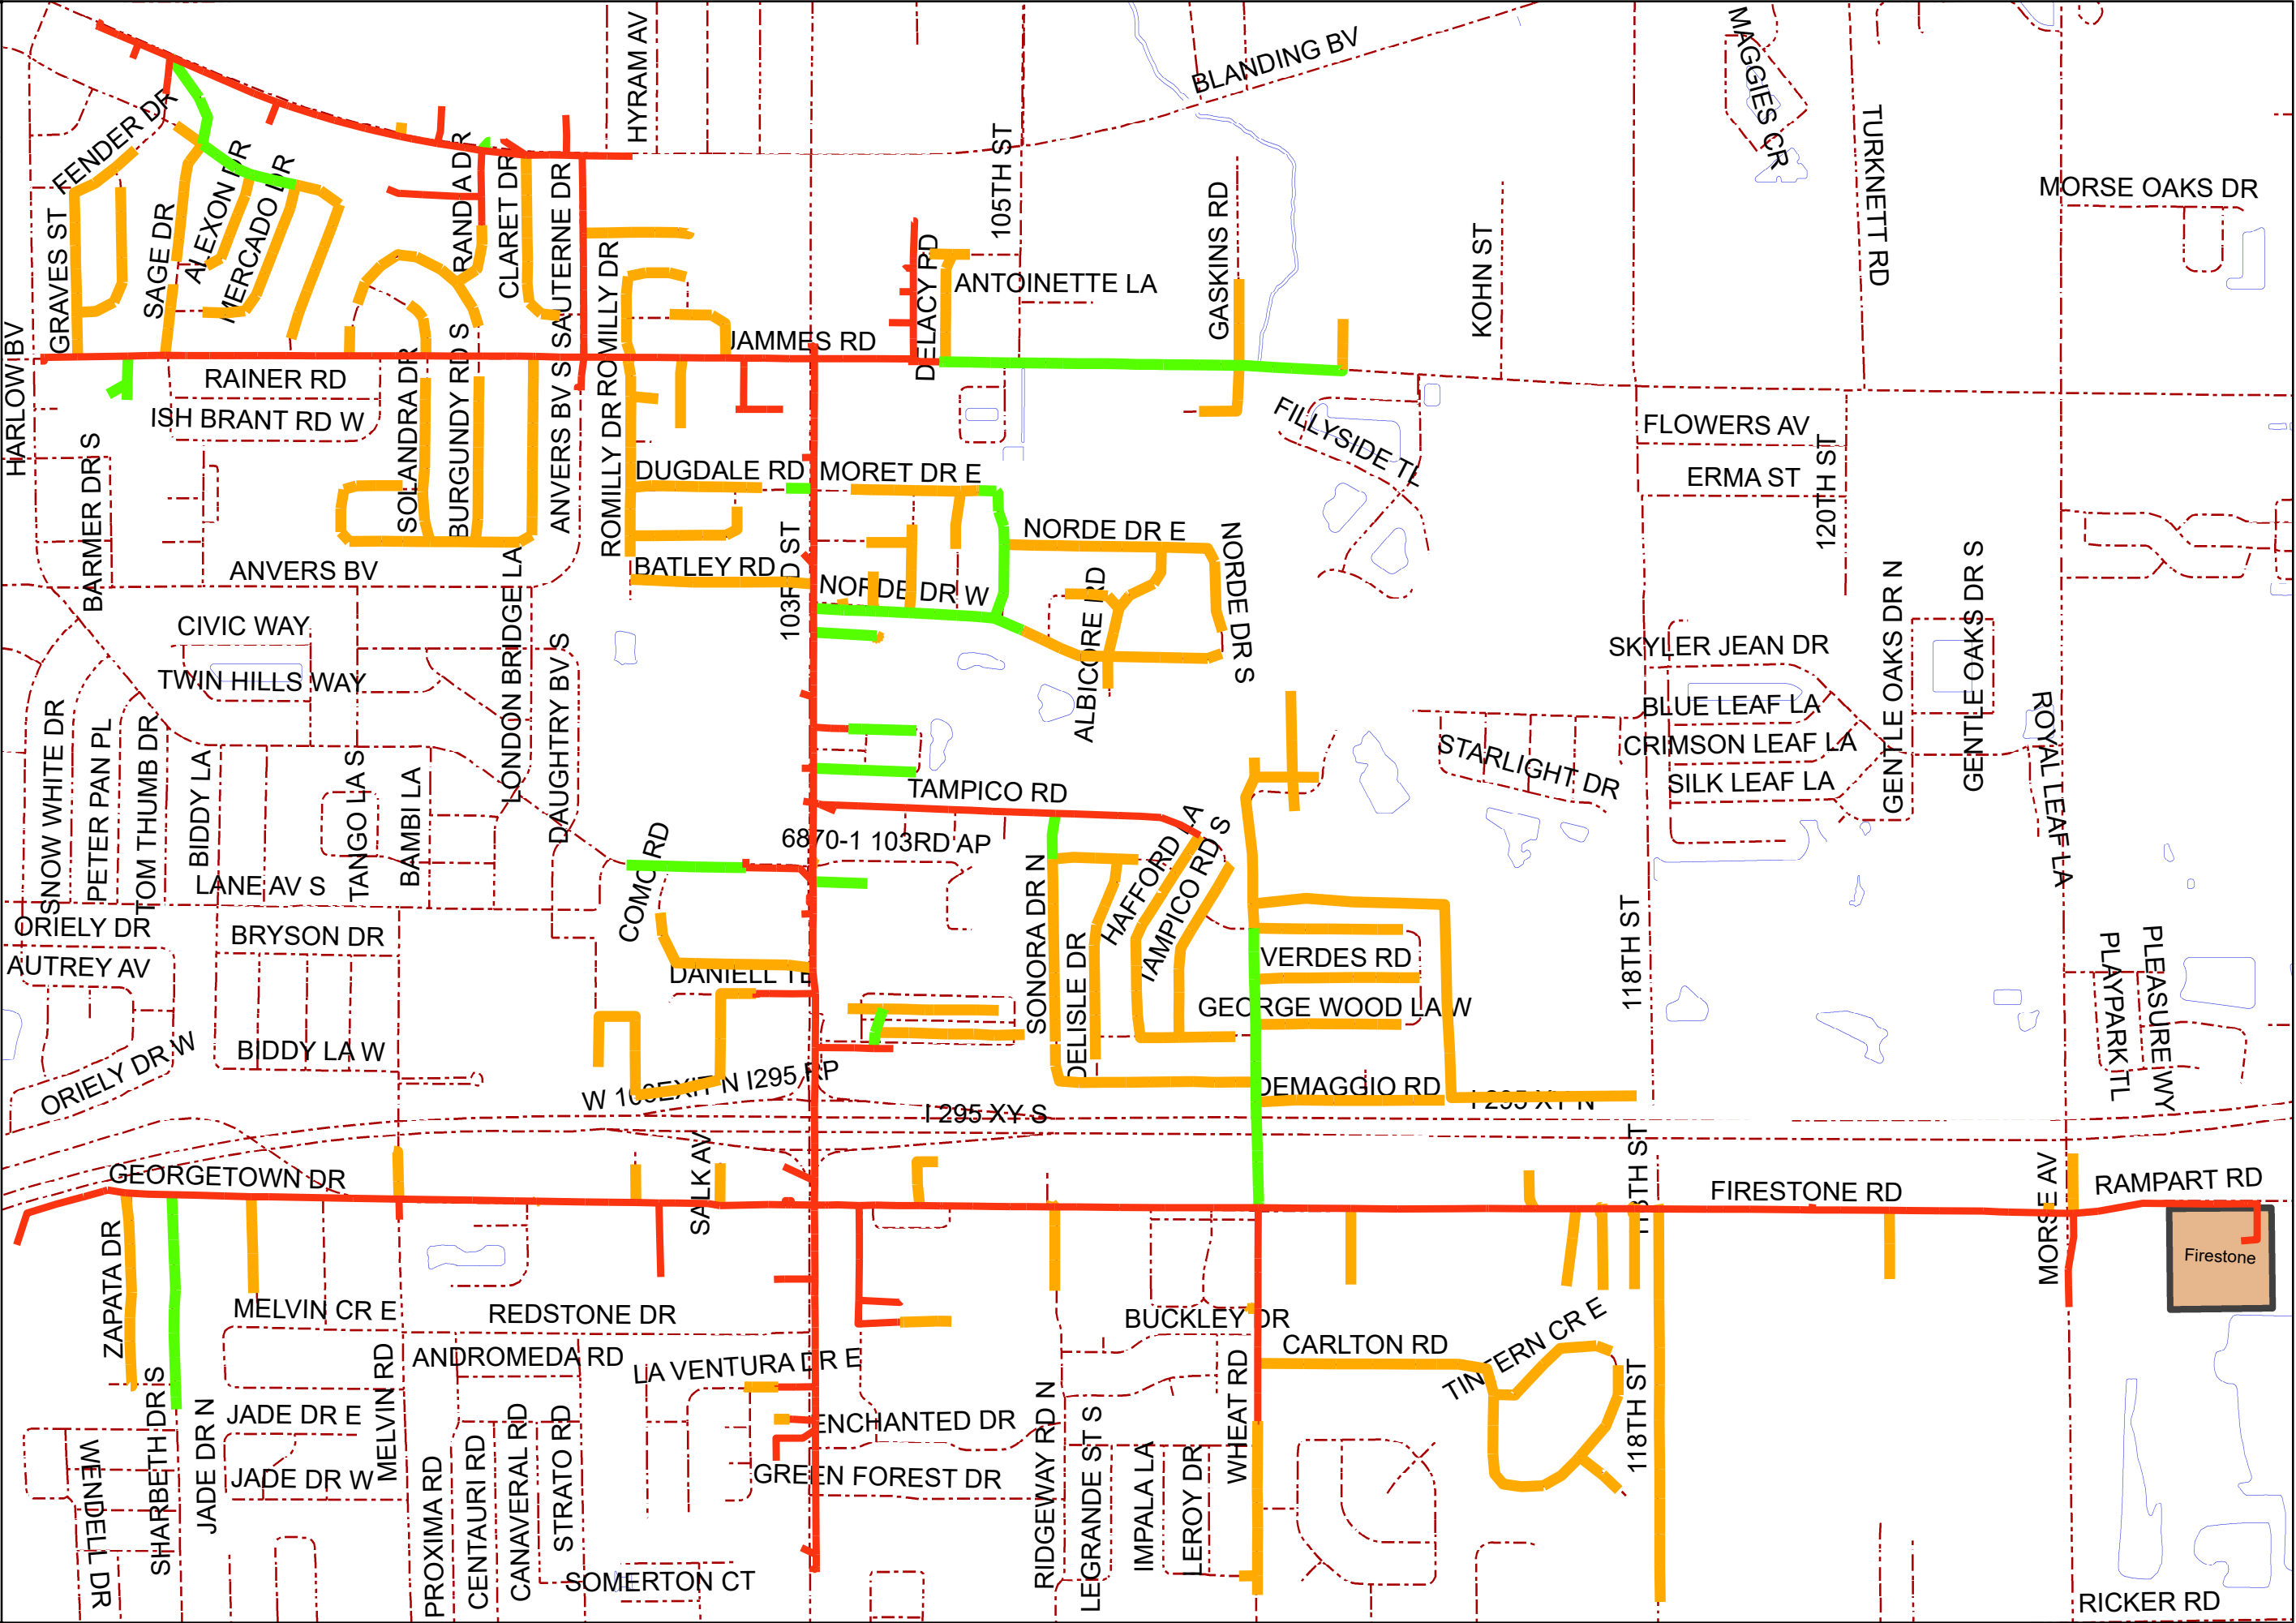 HYRAM AV
BLANDING BV
MAGGIES CR
FENDER DR
ALEXON DR
MERCADO DR
RANDIA DR
CLARET DR
SAUTERNE DR
105TH ST
TURKNETT RD
MORSE OAKS DR
GRAVES ST
SAGE DR
ROMILLY DR
DELACY RD
ANTOINETTE LA
GASKINS RD
KOHN ST
HARLOW BV
JAMMES RD
RAINER RD
ISH BRANT RD W
SOLANDRA DR
BURGUNDY RD S
ANVERS BV S
ROMILLY DR
FILLYSIDE TL
FLOWERS AV
ERMA ST
120TH ST
BARMER DR S
DUGDALE RD
MORET DR E
NORDE DR E
NORDE DR S
ANVERS BV
BATLEY RD
103RD ST
NORDE DR W
ALBICORE RD
CIVIC WAY
TWIN HILLS WAY
LONDON BRIDGE LA
DAUGHTRY BV S
SKYLER JEAN DR
BLUE LEAF LA
CRIMSON LEAF LA
SILK LEAF LA
GENTLE OAKS DR N
GENTLE OAKS DR S
ROYAL LEAF LA
SNOW WHITE DR
PETER PAN PL
TOM THUMB DR
BIDDY LA
TANGO LA S
BAMBI LA
STARLIGHT DR
TAMPICO RD
6870-1 103RD AP
COMO RD
LANE AV S
HAFFORD LA
TAMPICO RD S
SONORA DR N
DELISLE DR
ORIELY DR
BRYSON DR
AUTREY AV
DANIELL TE
VERDES RD
GEORGE WOOD LA W
118TH ST
PLAYPARK TL
PLEASURE WY
ORIELY DR W
BIDDY LA W
W 103EXIT N I295 RP
I 295 XY S
DEMAGGIO RD
I 295 XY N
GEORGETOWN DR
SALK AV
118TH ST
FIRESTONE RD
MORSE AV
RAMPART RD
Firestone
ZAPATA DR
MELVIN CR E
REDSTONE DR
BUCKLEY DR
CARLTON RD
TINTERN CR E
118TH ST
ANDROMEDA RD
LA VENTURA DR E
MELVIN RD
SHARBETH DR S
JADE DR N
JADE DR E
JADE DR W
ENCHANTED DR
GREEN FOREST DR
WENDELL DR
PROXIMA RD
CENTAURI RD
CANAVERAL RD
STRATO RD
SOMERTON CT
RIDGEWAY RD N
LEGRANDE ST S
IMPALA LA
LEROY DR
WHEAT RD
RICKER RD